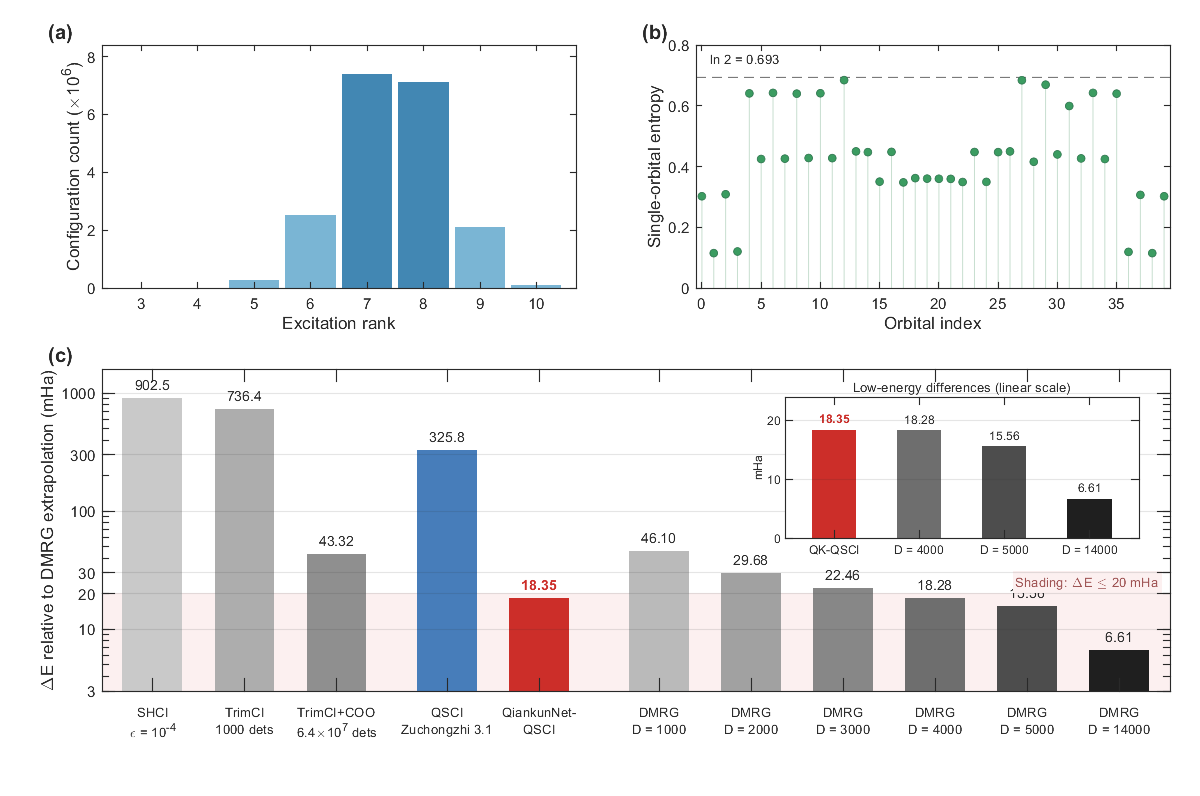 (a)
8
6
4
2
0
Configuration count (×10⁶)
3 4 5 6 7 8 9 10
Excitation rank
(b)
0.8
0.6
0.4
0.2
0
Single-orbital entropy
ln 2 = 0.693
0 5 10 15 20 25 30 35
Orbital index
(c)
1000
300
100
30
20
10
3
ΔE relative to DMRG extrapolation (mHa)
902.5
736.4
43.32
325.8
18.35
46.10
29.68
22.46
18.28
15.56
6.61
Shading: ΔE ≤ 20 mHa
SHCI
ϵ = 10⁻⁴
TrimCI
1000 dets
TrimCI+COO
6.4×10⁷ dets
QSCI
Zuchongzhi 3.1
QiankunNet-
QSCI
DMRG
D = 1000
DMRG
D = 2000
DMRG
D = 3000
DMRG
D = 4000
DMRG
D = 5000
DMRG
D = 14000
Low-energy differences (linear scale)
20
10
0
mHa
18.35
18.28
15.56
6.61
QK-QSCI
D = 4000
D = 5000
D = 14000